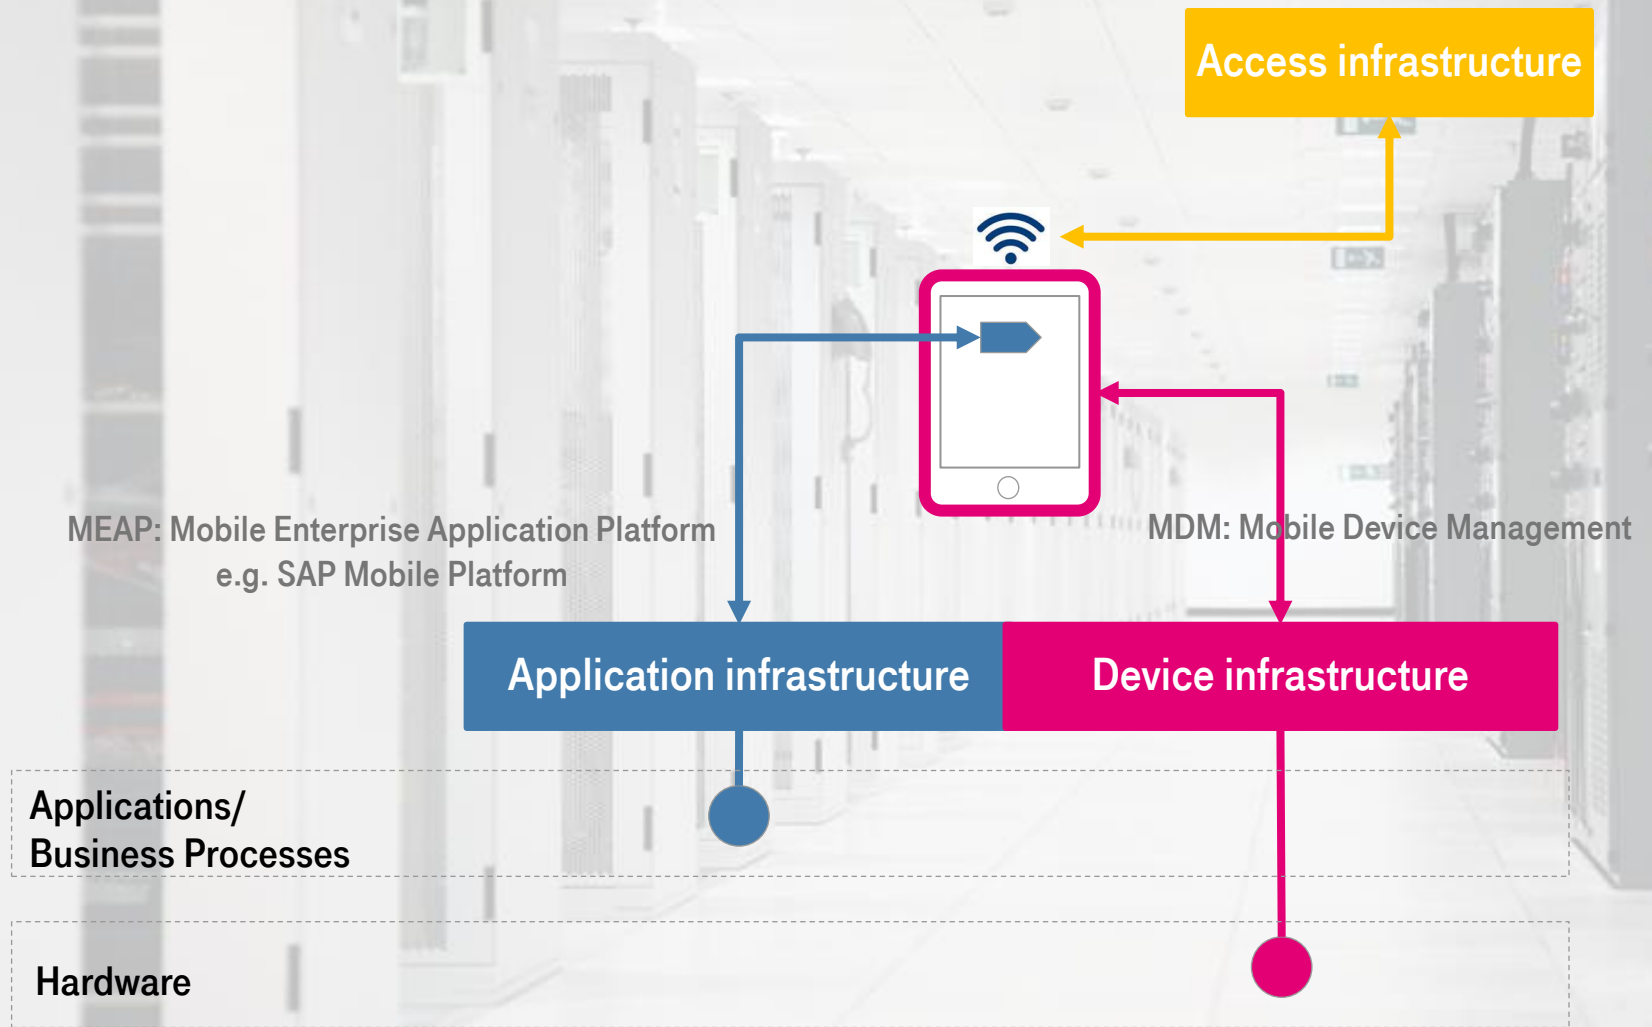 Access infrastructure
MEAP: Mobile Enterprise Application Platform
e.g. SAP Mobile Platform
MDM: Mobile Device Management
Application infrastructure
Device infrastructure
Applications/
Business Processes
Hardware